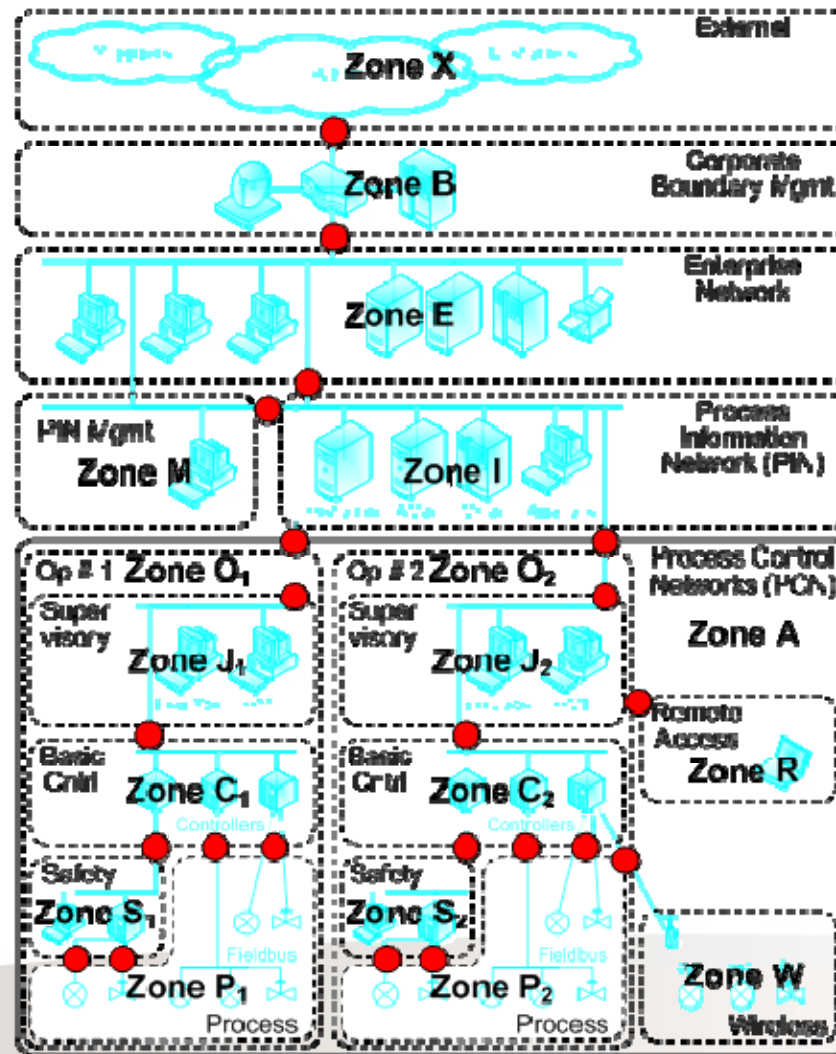 External
Zone X
Corporate
Boundary Mgmt
Zone B
Enterprise
Network
Zone E
PIN Mgmt
Zone M
Zone I
Process
Information
Network (PIN)
Op # 1 Zone O₁
Op # 2 Zone O₂
Process Control
Networks (PCN)
Zone A
Super
visory
Zone J₁
Super
visory
Zone J₂
Remote
Access
Zone R
Basic
Cntrl
Zone C₁
Controllers
Basic
Cntrl
Zone C₂
Controllers
Safety
Zone S₁
Safety
Zone S₂
Fieldbus
Fieldbus
Zone P₁
Process
Zone P₂
Process
Zone W
Wireless